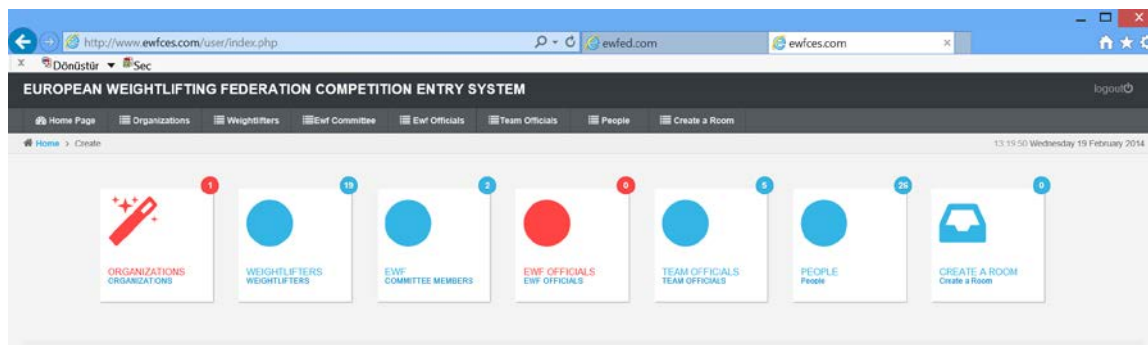 http://www.ewfces.com/user/index.php
ewfed.com
ewfces.com
x
Dönüştür
Seç
EUROPEAN WEIGHTLIFTING FEDERATION COMPETITION ENTRY SYSTEM
logout
Home Page
Organizations
Weightlifters
Ewf Committee
Ewf Officials
Team Officials
People
Create a Room
Home > Create
13:19:50 Wednesday 19 February 2014
1
19
2
0
5
26
0
ORGANIZATIONS
ORGANIZATIONS
WEIGHTLIFTERS
WEIGHTLIFTERS
EWF
COMMITTEE MEMBERS
EWF OFFICIALS
EWF OFFICIALS
TEAM OFFICIALS
TEAM OFFICIALS
PEOPLE
People
CREATE A ROOM
Create a Room